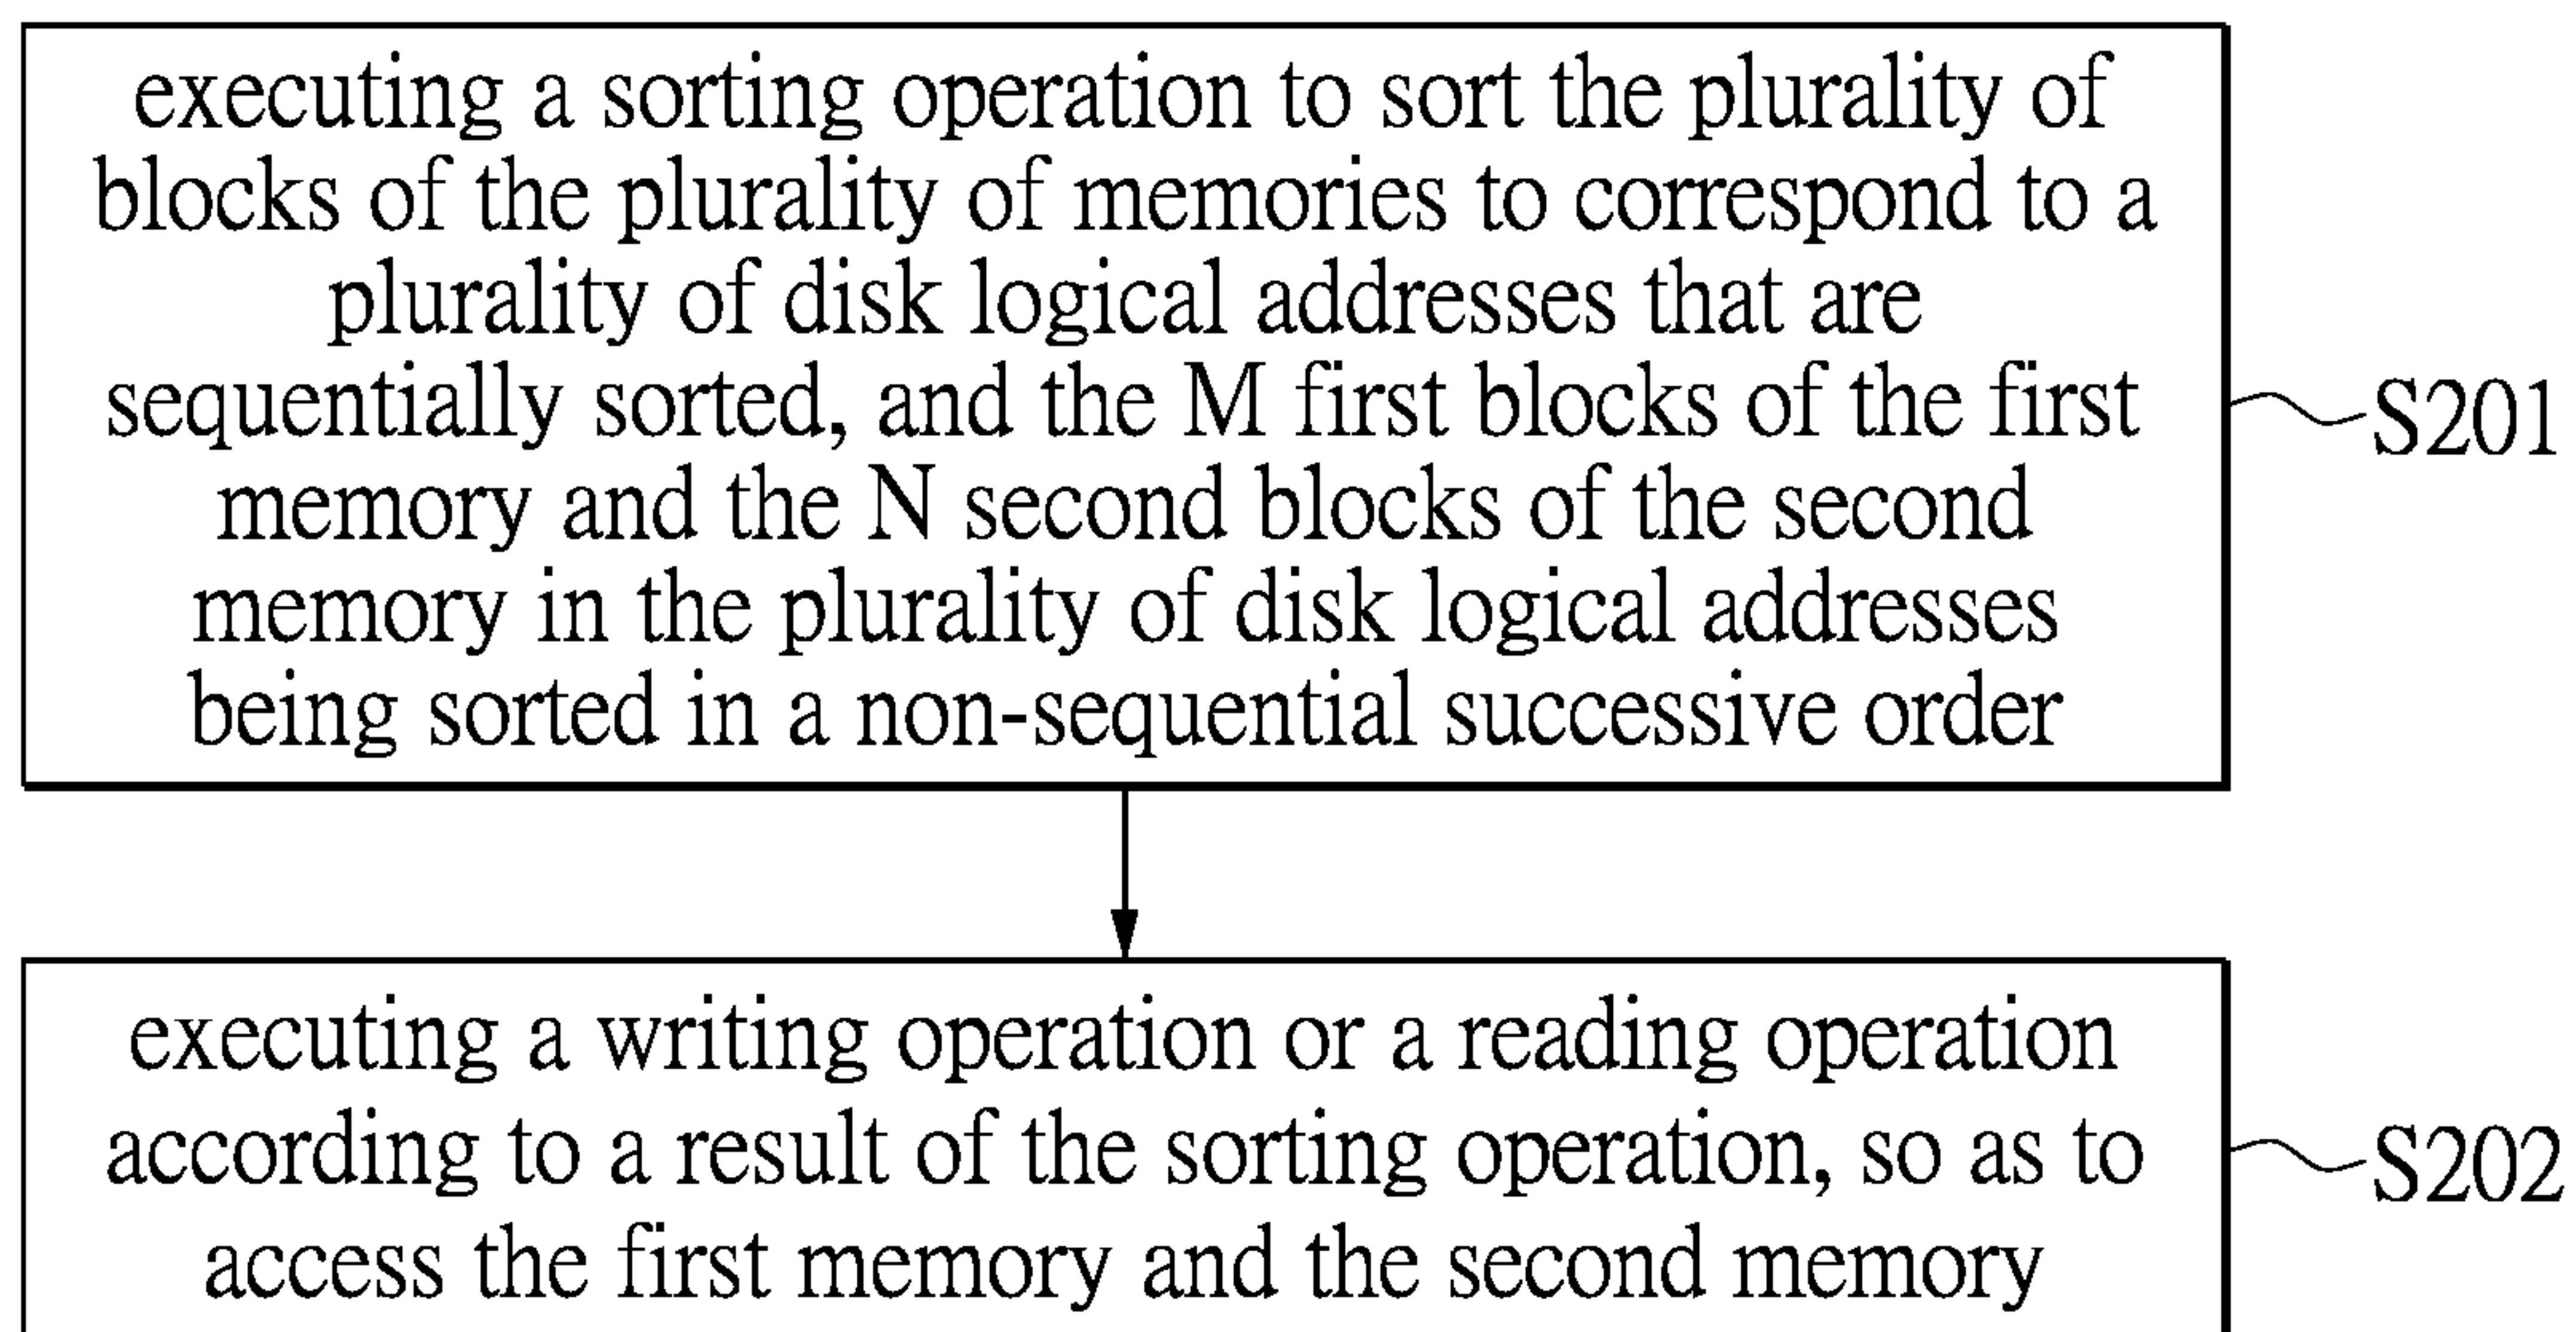 executing a sorting operation to sort the plurality of
blocks of the plurality of memories to correspond to a
plurality of disk logical addresses that are
sequentially sorted, and the M first blocks of the first
memory and the N second blocks of the second
memory in the plurality of disk logical addresses
being sorted in a non-sequential successive order
S201
executing a writing operation or a reading operation
according to a result of the sorting operation, so as to
access the first memory and the second memory
S202